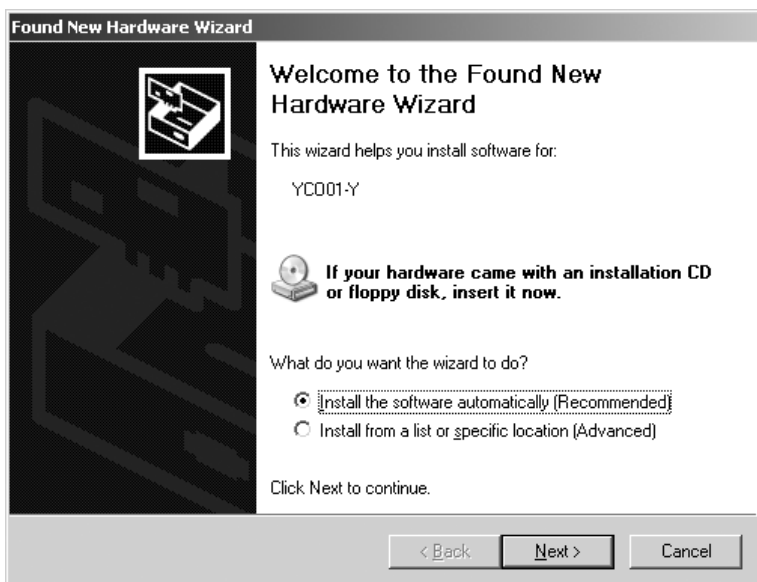 Found New Hardware Wizard
Welcome to the Found New
Hardware Wizard
This wizard helps you install software for:
YC001-Y
If your hardware came with an installation CD
or floppy disk, insert it now.
What do you want the wizard to do?
Install the software automatically (Recommended)
Install from a list or specific location (Advanced)
Click Next to continue.
< Back
Next >
Cancel